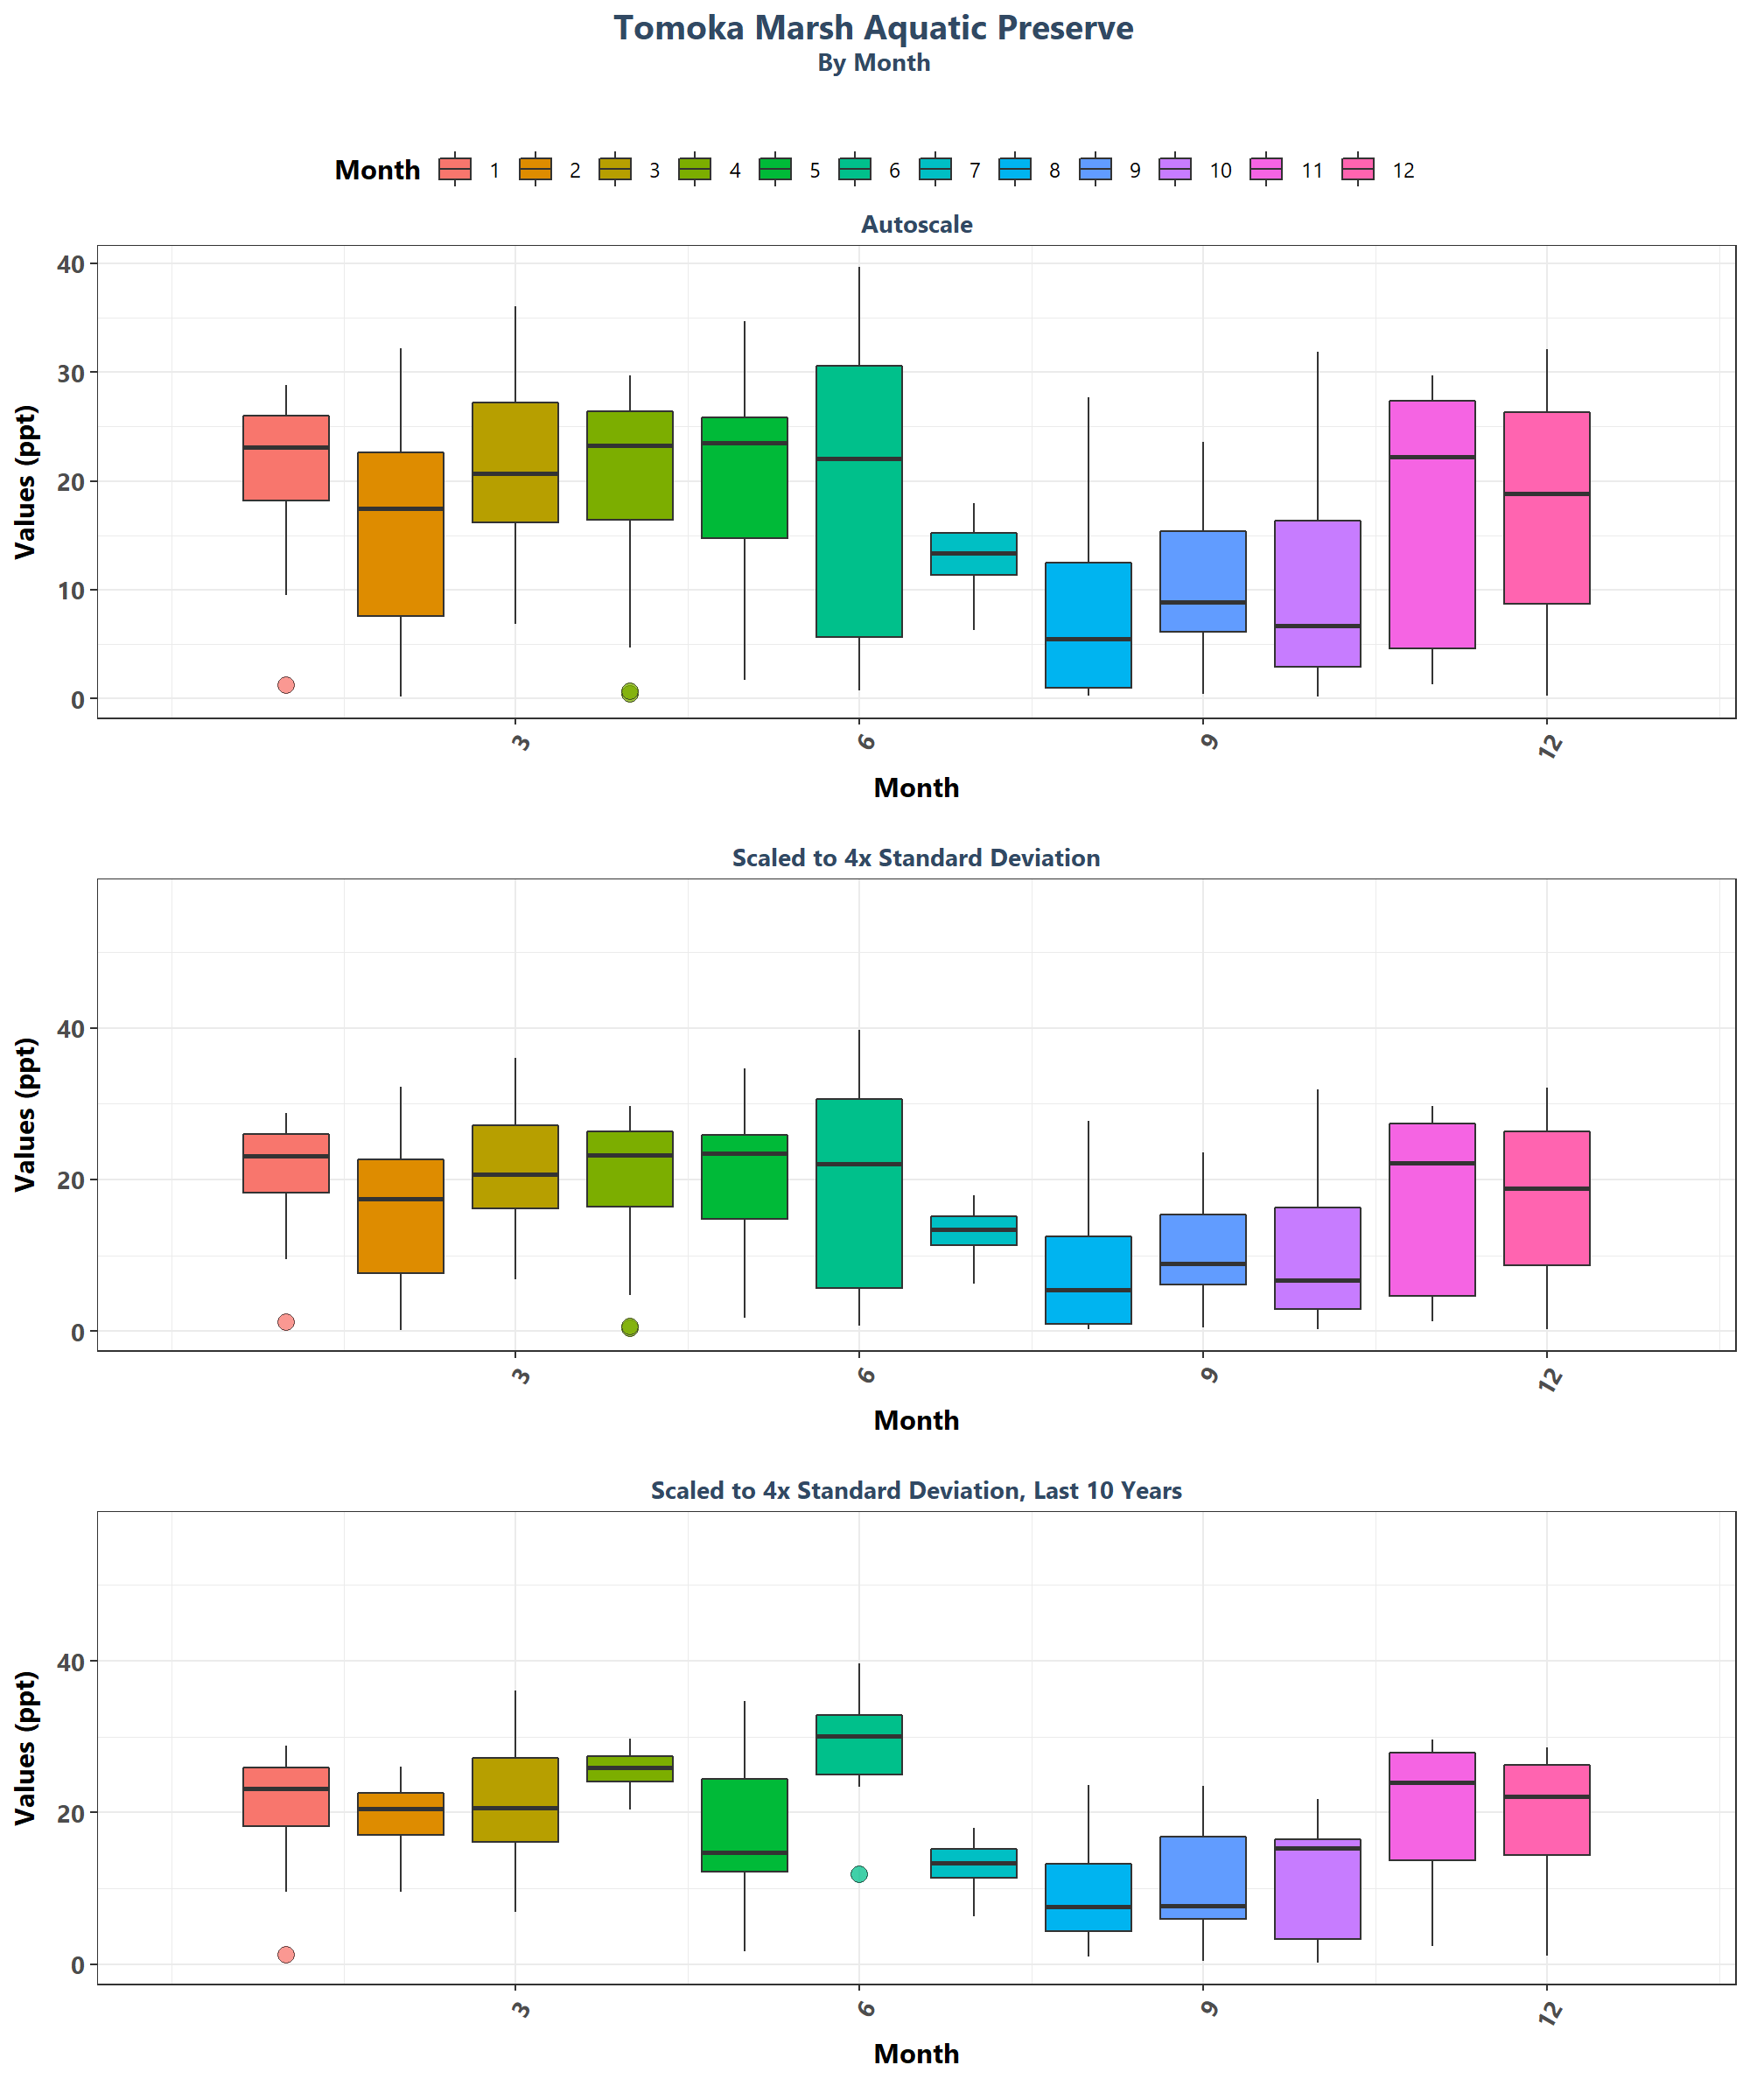 Tomoka Marsh Aquatic Preserve
By Month
Month 1 2 3 4 5 6 7 8 9 10 11 12
Autoscale
Values (ppt)
40
30
20
10
0
3 6 9 12
Month
Scaled to 4x Standard Deviation
Values (ppt)
40
20
0
3 6 9 12
Month
Scaled to 4x Standard Deviation, Last 10 Years
Values (ppt)
40
20
0
3 6 9 12
Month